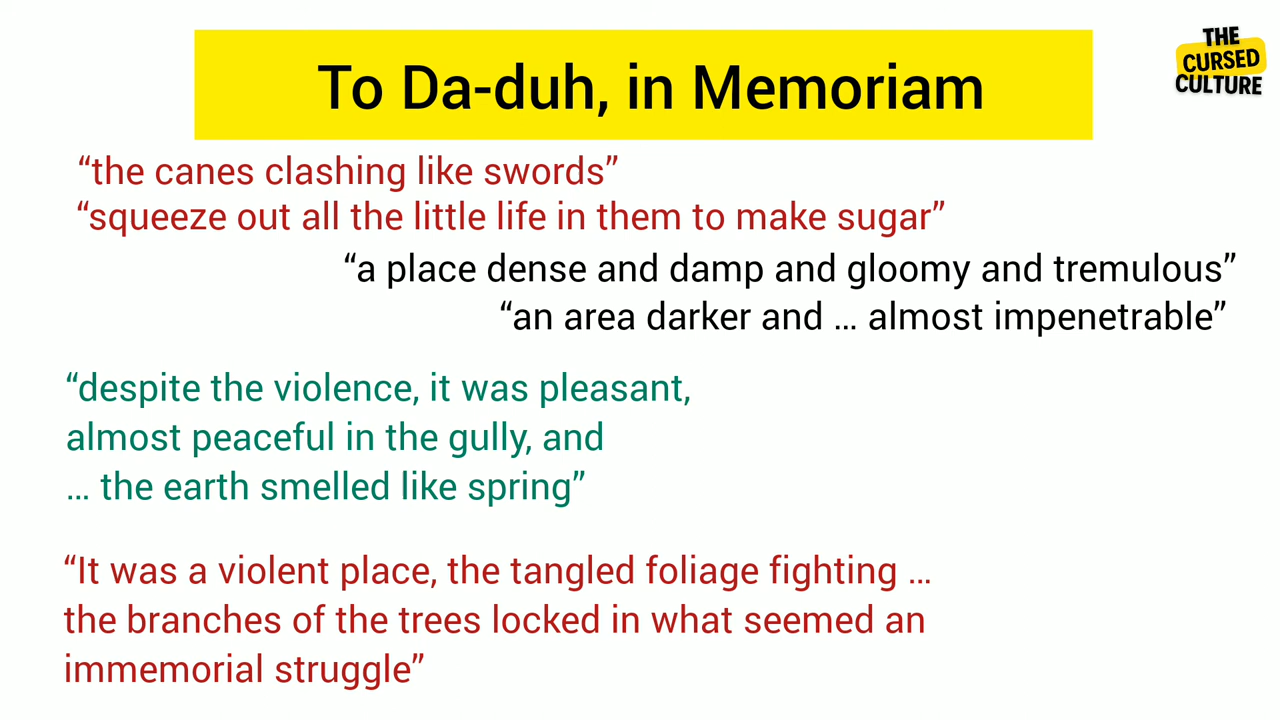 To Da-duh, in Memoriam
THE
CURSED
CULTURE
“the canes clashing like swords”
“squeeze out all the little life in them to make sugar”
“a place dense and damp and gloomy and tremulous”
“an area darker and ... almost impenetrable”
“despite the violence, it was pleasant,
almost peaceful in the gully, and
... the earth smelled like spring”
“It was a violent place, the tangled foliage fighting ...
the branches of the trees locked in what seemed an
immemorial struggle”